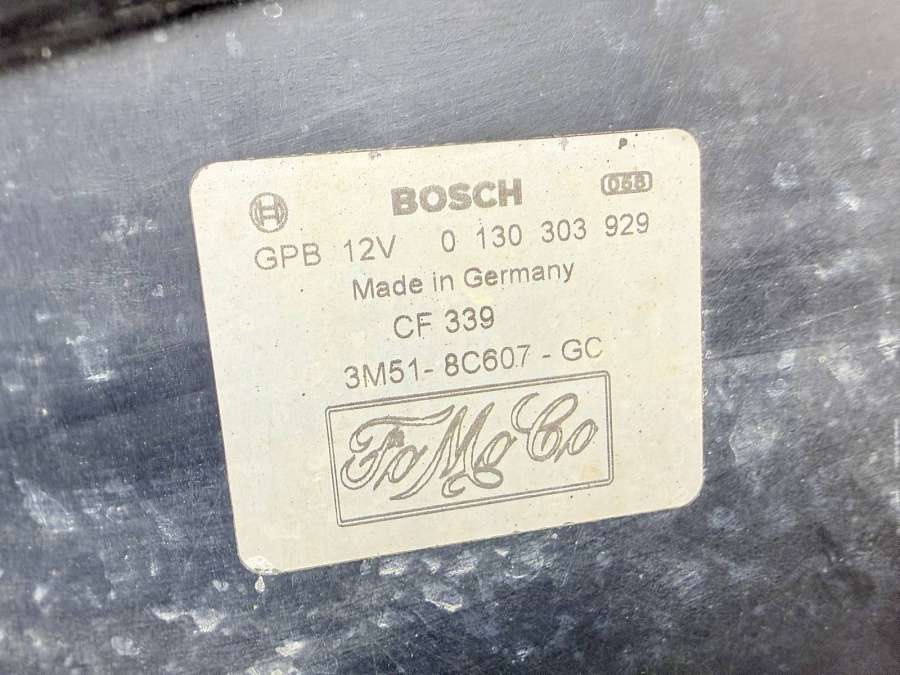 P
BOSCH 058
GPB 12V 0 130 303 929
Made in Germany
CF 339
3M51-8C607-GC
FoMoCo